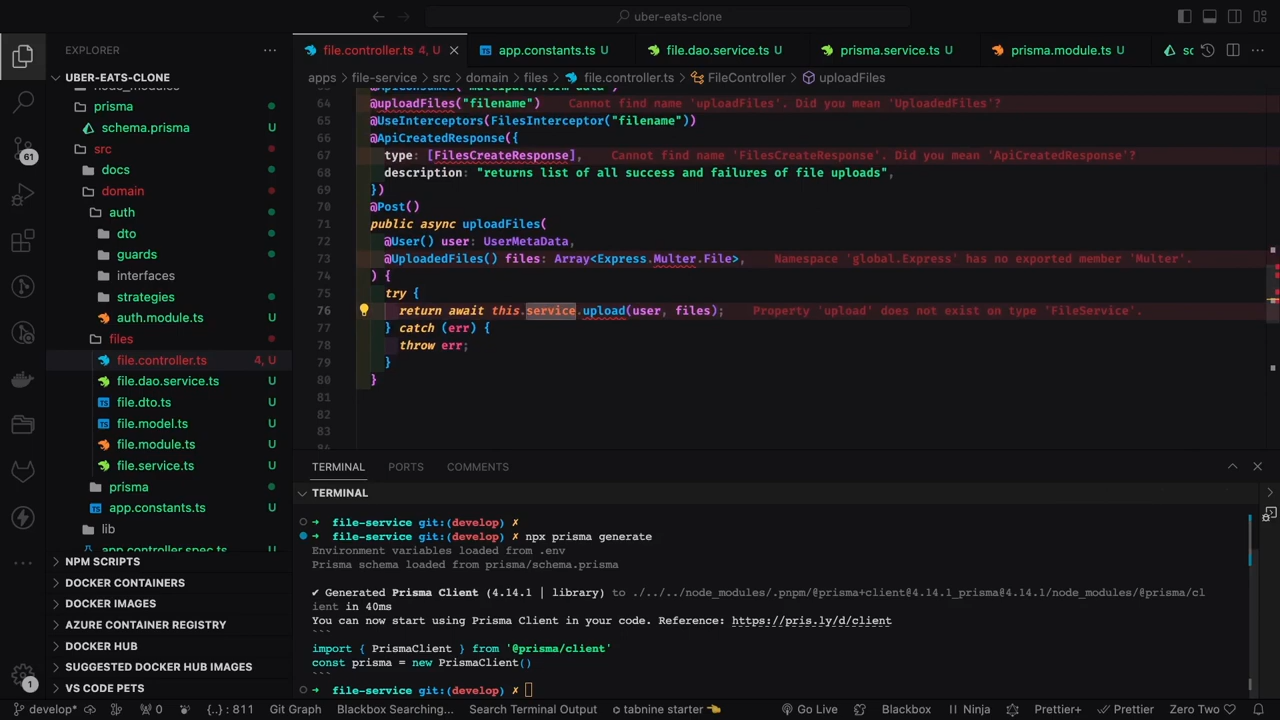 uber-eats-clone
EXPLORER
UBER-EATS-CLONE
node_modules
prisma
schema.prisma
src
docs
domain
auth
dto
guards
interfaces
strategies
auth.module.ts U
files
file.controller.ts 4, U
file.dao.service.ts U
file.dto.ts U
file.model.ts U
file.module.ts U
file.service.ts U
prisma
app.constants.ts U
lib
app.controller.spec.ts U
NPM SCRIPTS
DOCKER CONTAINERS
DOCKER IMAGES
AZURE CONTAINER REGISTRY
DOCKER HUB
SUGGESTED DOCKER HUB IMAGES
VS CODE PETS
61
1
file.controller.ts 4, U
app.constants.ts U
file.dao.service.ts U
prisma.service.ts U
prisma.module.ts U
sc
apps > file-service > src > domain > files > file.controller.ts > FileController > uploadFiles
@ApiConsumes("multipart/form-data")
64 @uploadFiles("filename") Cannot find name 'uploadFiles'. Did you mean 'UploadedFiles'?
65 @UseInterceptors(FilesInterceptor("filename"))
66 @ApiCreatedResponse({
67 type: [FilesCreateResponse], Cannot find name 'FilesCreateResponse'. Did you mean 'ApiCreatedResponse'?
68 description: "returns list of all success and failures of file uploads",
69 })
70 @Post()
71 public async uploadFiles(
72 @User() user: UserMetaData,
73 @UploadedFiles() files: Array<Express.Multer.File>, Namespace 'global.Express' has no exported member 'Multer'.
74 ) {
75 try {
76 return await this.service.upload(user, files); Property 'upload' does not exist on type 'FileService'.
77 } catch (err) {
78 throw err;
79 }
80 }
81
82
83
84
TERMINAL PORTS COMMENTS
TERMINAL
➜ file-service git:(develop) ✗
➜ file-service git:(develop) ✗ npx prisma generate
Environment variables loaded from .env
Prisma schema loaded from prisma/schema.prisma
✔ Generated Prisma Client (4.14.1 | library) to ./../../node_modules/.pnpm/@prisma+client@4.14.1_prisma@4.14.1/node_modules/@prisma/cl
ient in 40ms
You can now start using Prisma Client in your code. Reference: https://pris.ly/d/client
```
import { PrismaClient } from '@prisma/client'
const prisma = new PrismaClient()
```
➜ file-service git:(develop) ✗
develop* 0 {..} : 811 Git Graph Blackbox Searching... Search Terminal Output tabnine starter Go Live Blackbox Ninja Prettier+ Prettier Zero Two